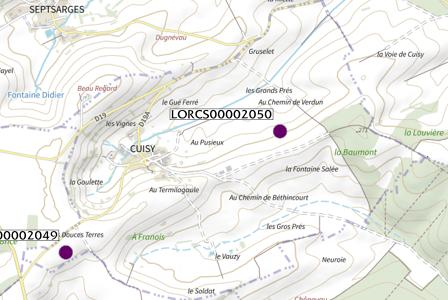 SEPTSARGES
Dugnévau
Gruselet
la Voie de Cuisy
Fontaine Didier
Beau Regard
les Grands Prés
le Gué Ferré
Au Chemin de Verdun
LORCS00002050
D19
D19A
les Vignes
la Louvière
Au Pusieux
CUISY
la Baumont
la Fontaine Salée
la Goulette
Au Termilogaule
Au Chemin de Béthincourt
les Gros Prés
00002049
Douces Terres
A Franois
le Vauzy
Neuroie
le Soldat